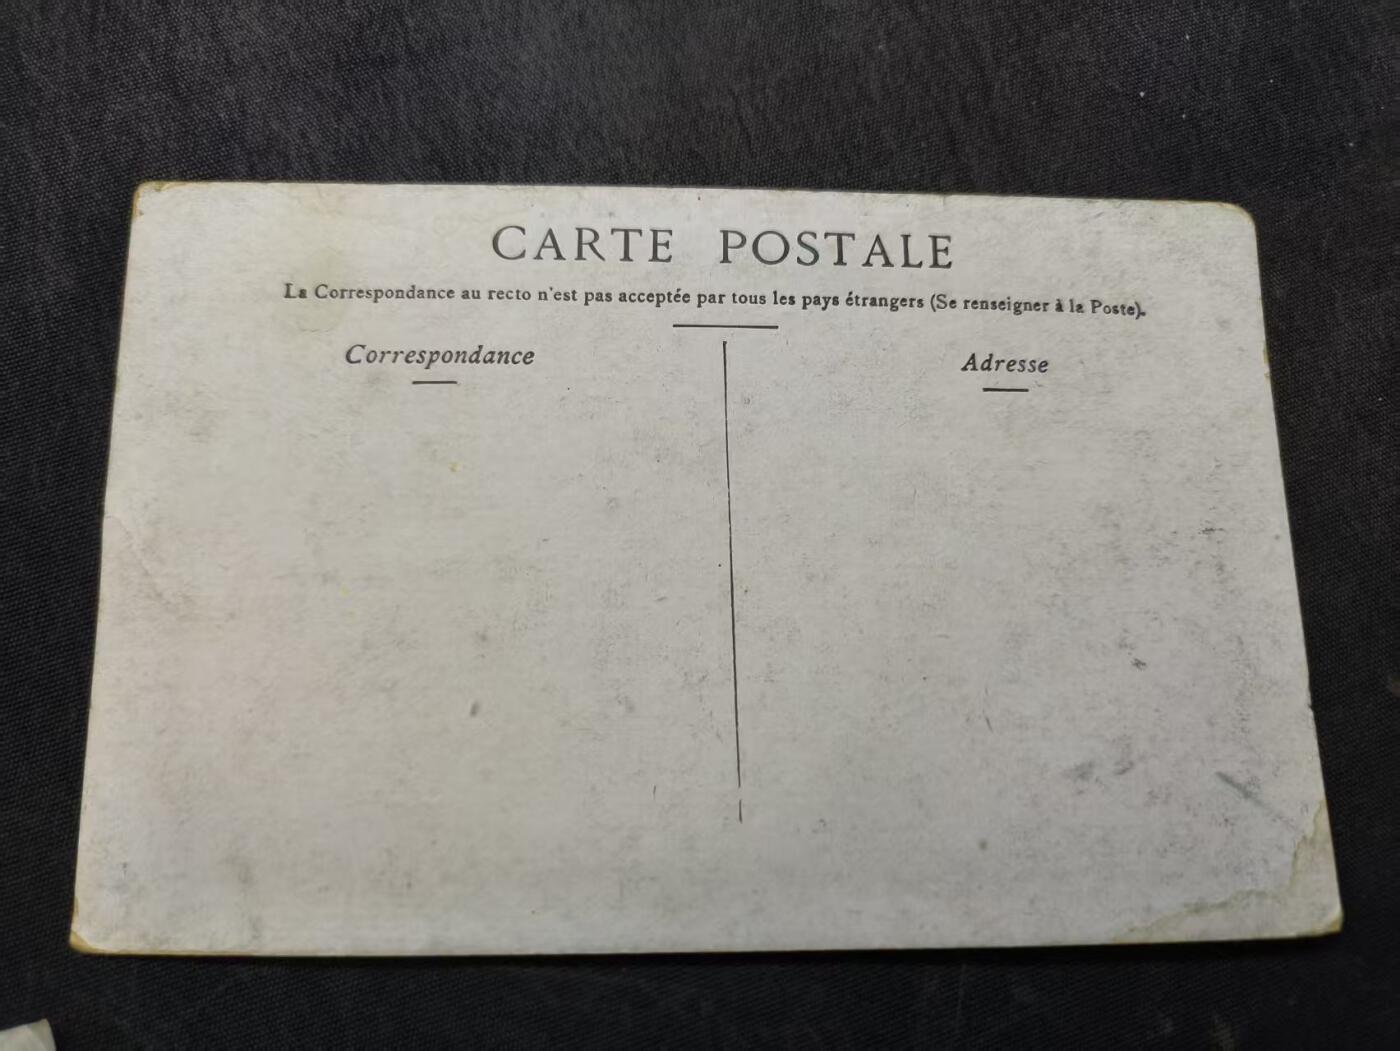 CARTE POSTALE
La Correspondance au recto n'est pas acceptée par tous les pays étrangers (Se renseigner à la Poste).
Correspondance
Adresse